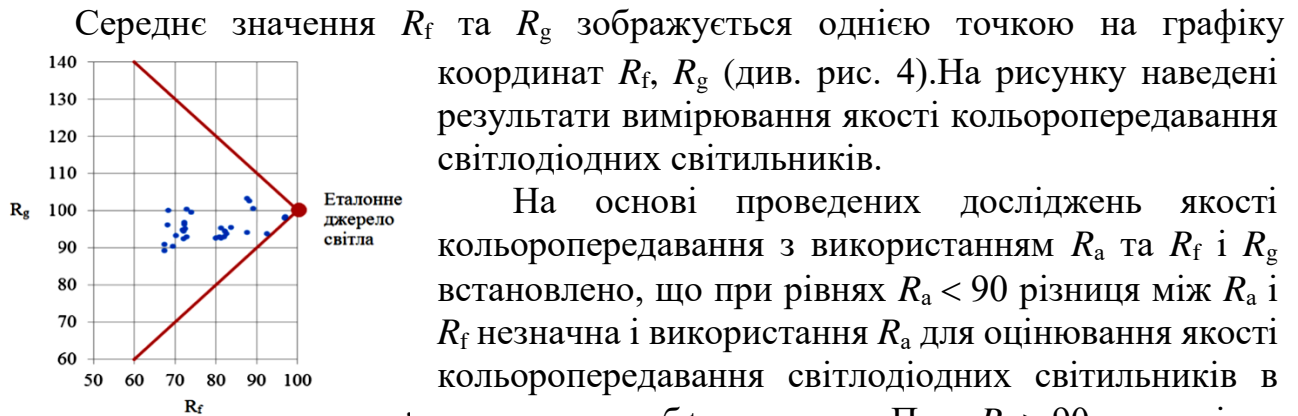 Середнє значення Rf та Rg зображується однією точкою на графіку
координат Rf, Rg (див. рис. 4).На рисунку наведені
результати вимірювання якості кольоропередавання
світлодіодних світильників.
На основі проведених досліджень якості
кольоропередавання з використанням Ra та Rf і Rg
встановлено, що при рівнях Ra < 90 різниця між Ra і
Rf незначна і використання Ra для оцінювання якості
кольоропередавання світлодіодних світильників в
140
130
120
110
100
90
80
70
60
Rg
50 60 70 80 90 100
Rf
Еталонне
джерело
світла